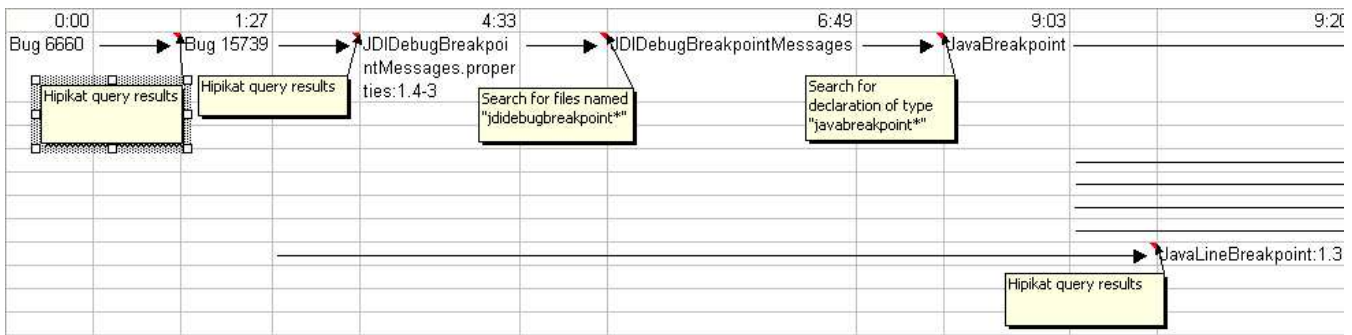 0:00 1:27 4:33 6:49 9:03 9:20
Bug 6660 Bug 15739 JDIDebugBreakpoi JDIDebugBreakpointMessages JavaBreakpoint
ntMessages.proper
ties:1.4-3
Hipikat query results
Hipikat query results
Search for files named
"jdidebugbreakpoint*"
Search for
declaration of type
"javabreakpoint*"
JavaLineBreakpoint:1.3
Hipikat query results